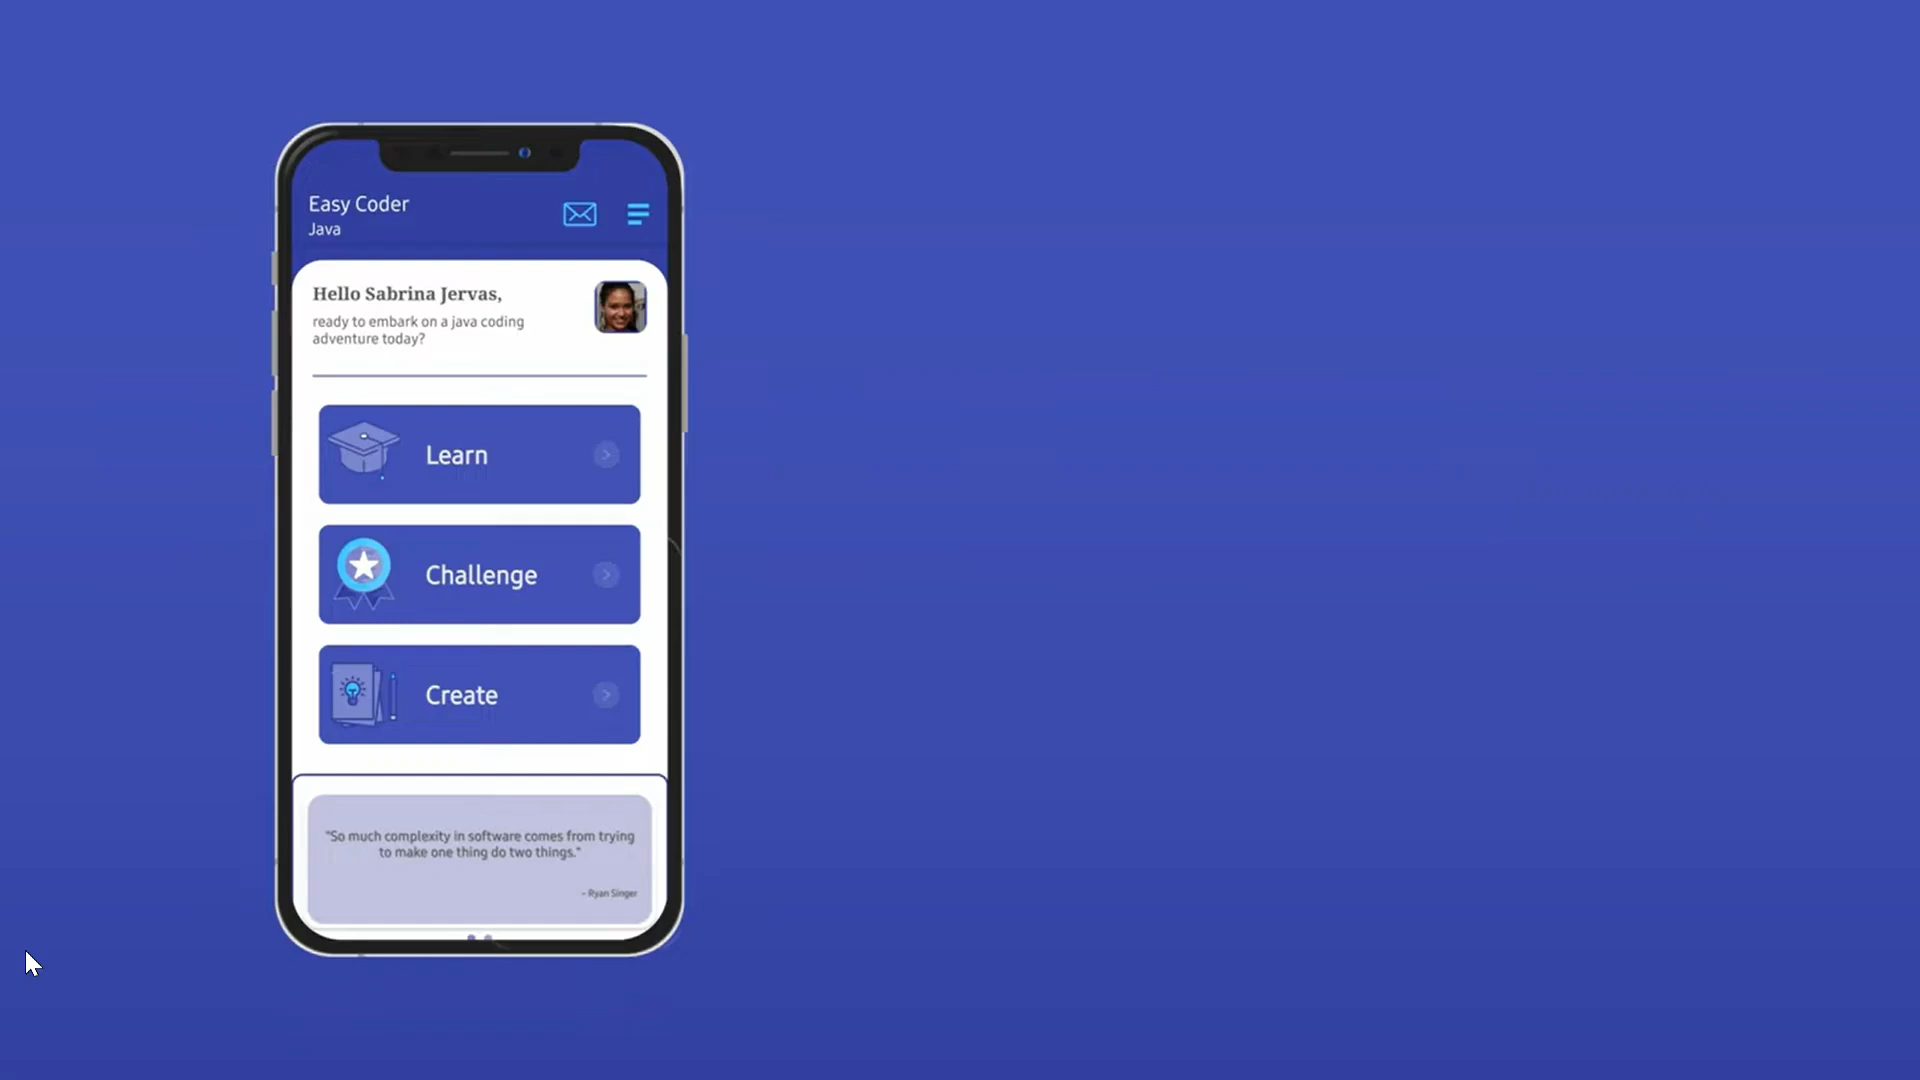 Easy Coder
Java
Hello Sabrina Jervas,
ready to embark on a java coding
adventure today?
Learn
Challenge
Create
"So much complexity in software comes from trying
to make one thing do two things."
- Ryan Singer